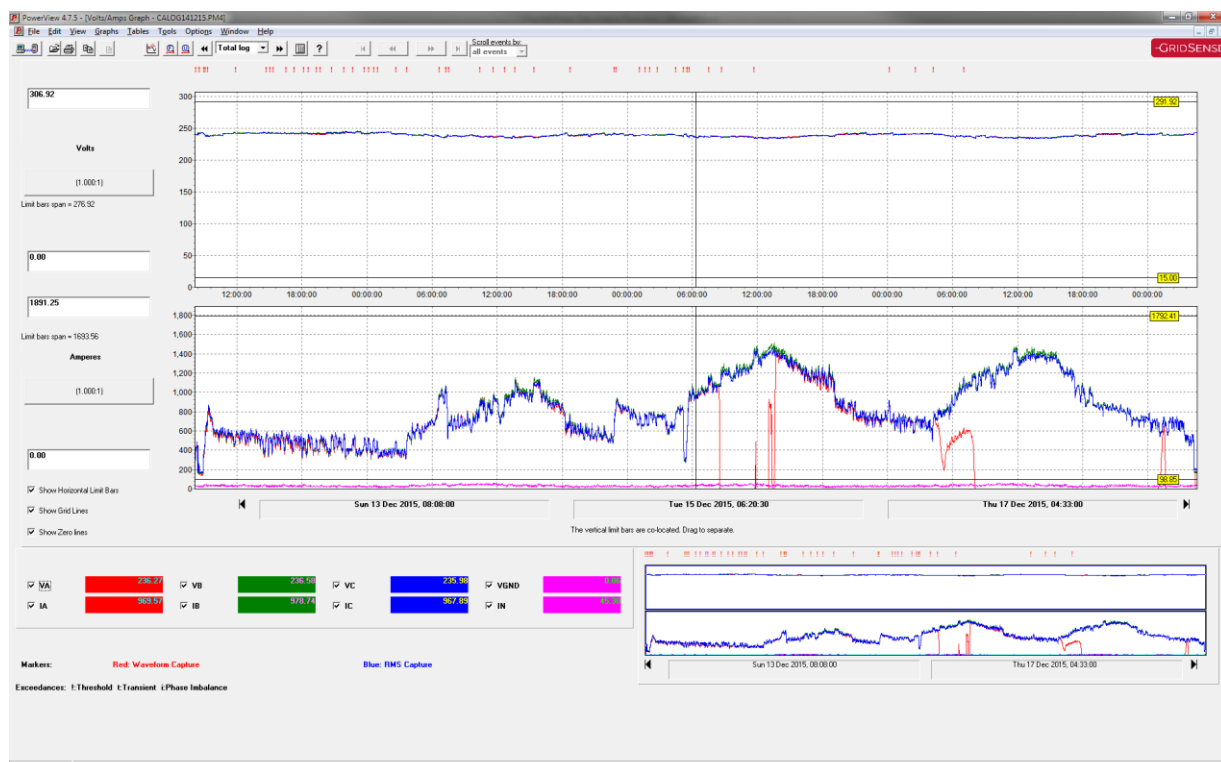 PowerView 4.7.5 - [Volts/Amps Graph - CALOG141215.PM4]
File Edit View Graphs Tables Tools Options Window Help
Total log
?
Scroll events by:
all events
GRIDSENSE
306.92
Volts
(1.000:1)
Limit bars span = 276.92
0.00
300
250
200
150
100
50
0
291.92
15.00
12:00:00 18:00:00 00:00:00 06:00:00 12:00:00 18:00:00 00:00:00 06:00:00 12:00:00 18:00:00 00:00:00 06:00:00 12:00:00 18:00:00 00:00:00
1891.25
Limit bars span = 1693.56
Amperes
(1.000:1)
0.00
1,800
1,600
1,400
1,200
1,000
800
600
400
200
0
1792.41
98.85
Show Horizontal Limit Bars
Show Grid Lines
Show Zero lines
Sun 13 Dec 2015, 08:08:00 Tue 15 Dec 2015, 06:20:30 Thu 17 Dec 2015, 04:33:00
The vertical limit bars are co-located. Drag to separate.
VA 236.27 VB 236.58 VC 235.98 VGND
IA 969.57 IB 978.74 IC 967.89 IN
Sun 13 Dec 2015, 08:08:00 Thu 17 Dec 2015, 04:33:00
Markers: Red: Waveform Capture Blue: RMS Capture
Exceedances: !:Threshold t:Transient i:Phase Imbalance